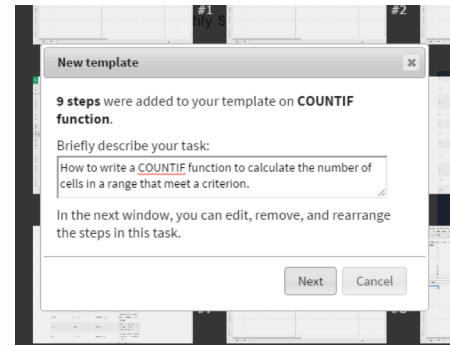 #1
#2
hly S
New template
9 steps were added to your template on COUNTIF
function.
Briefly describe your task:
How to write a COUNTIF function to calculate the number of
cells in a range that meet a criterion.
In the next window, you can edit, remove, and rearrange
the steps in this task.
Next
Cancel